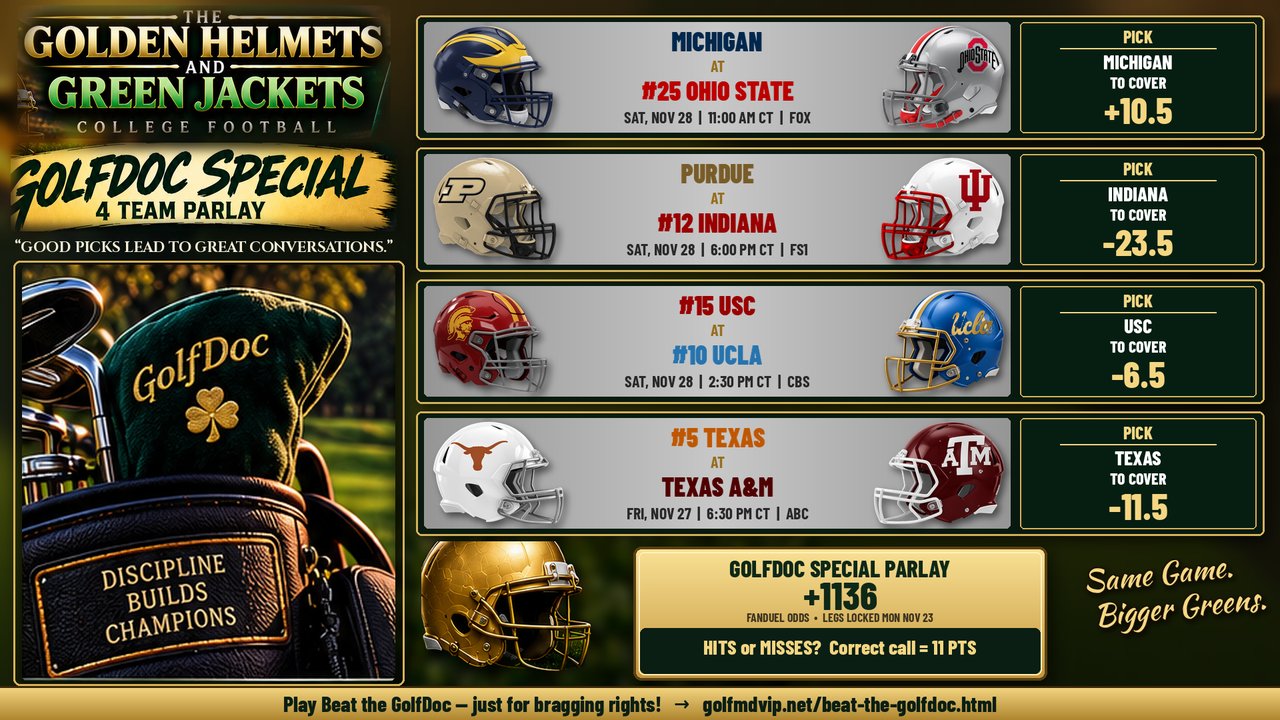 THE
GOLDEN HELMETS
AND
GREEN JACKETS
COLLEGE FOOTBALL
GOLFDOC SPECIAL
4 TEAM PARLAY
“GOOD PICKS LEAD TO GREAT CONVERSATIONS.”
GolfDoc
DISCIPLINE
BUILDS
CHAMPIONS
MICHIGAN
AT
#25 OHIO STATE
SAT, NOV 28 | 11:00 AM CT | FOX
OHIO STATE
PICK
MICHIGAN
TO COVER
+10.5
P
PURDUE
AT
#12 INDIANA
SAT, NOV 28 | 6:00 PM CT | FS1
IU
PICK
INDIANA
TO COVER
-23.5
#15 USC
AT
#10 UCLA
SAT, NOV 28 | 2:30 PM CT | CBS
Ucla
PICK
USC
TO COVER
-6.5
#5 TEXAS
AT
TEXAS A&M
FRI, NOV 27 | 6:30 PM CT | ABC
ATM
PICK
TEXAS
TO COVER
-11.5
GOLFDOC SPECIAL PARLAY
+1136
FANDUEL ODDS • LEGS LOCKED MON NOV 23
HITS or MISSES? Correct call = 11 PTS
Same Game.
Bigger Greens.
Play Beat the GolfDoc – just for bragging rights! → golfmdvip.net/beat-the-golfdoc.html